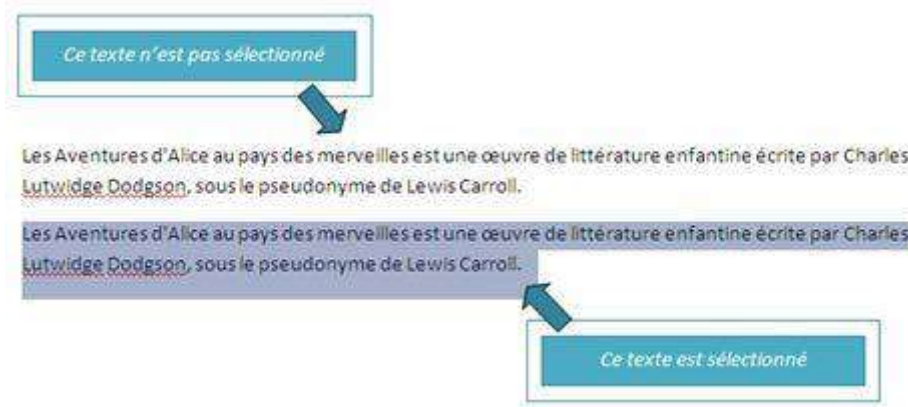 Ce texte n'est pas sélectionné
Les Aventures d'Alice au pays des merveilles est une œuvre de littérature enfantine écrite par Charles
Lutwidge Dodgson, sous le pseudonyme de Lewis Carroll.
Les Aventures d'Alice au pays des merveilles est une œuvre de littérature enfantine écrite par Charles
Lutwidge Dodgson, sous le pseudonyme de Lewis Carroll.
Ce texte est sélectionné